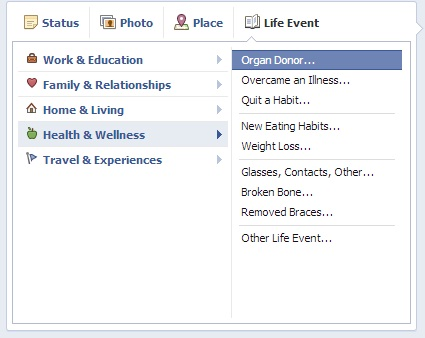 Status Photo Place Life Event
Work & Education
Family & Relationships
Home & Living
Health & Wellness
Travel & Experiences
Organ Donor...
Overcame an Illness...
Quit a Habit...
New Eating Habits...
Weight Loss...
Glasses, Contacts, Other...
Broken Bone...
Removed Braces...
Other Life Event...